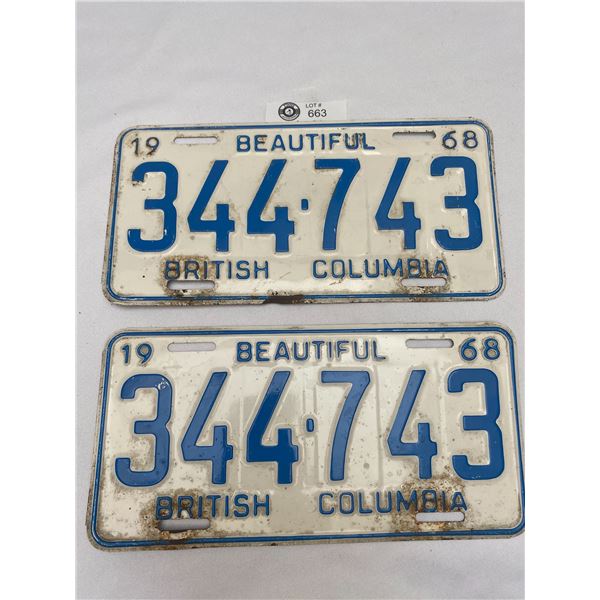 LOT #
663
19 BEAUTIFUL 68
344·743
BRITISH COLUMBIA
19 BEAUTIFUL 68
344·743
BRITISH COLUMBIA